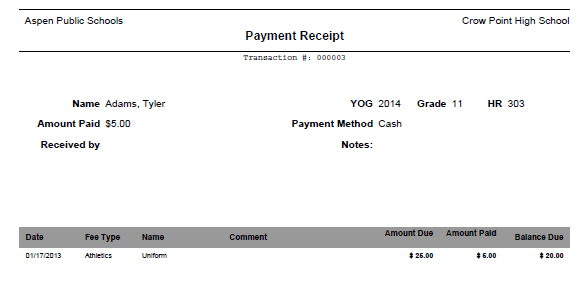 Aspen Public Schools Crow Point High School
Payment Receipt
Transaction #: 000003
Name Adams, Tyler YOG 2014 Grade 11 HR 303
Amount Paid $5.00 Payment Method Cash
Received by Notes:
Date Fee Type Name Comment Amount Due Amount Paid Balance Due
01/17/2013 Athletics Uniform $ 25.00 $ 5.00 $ 20.00